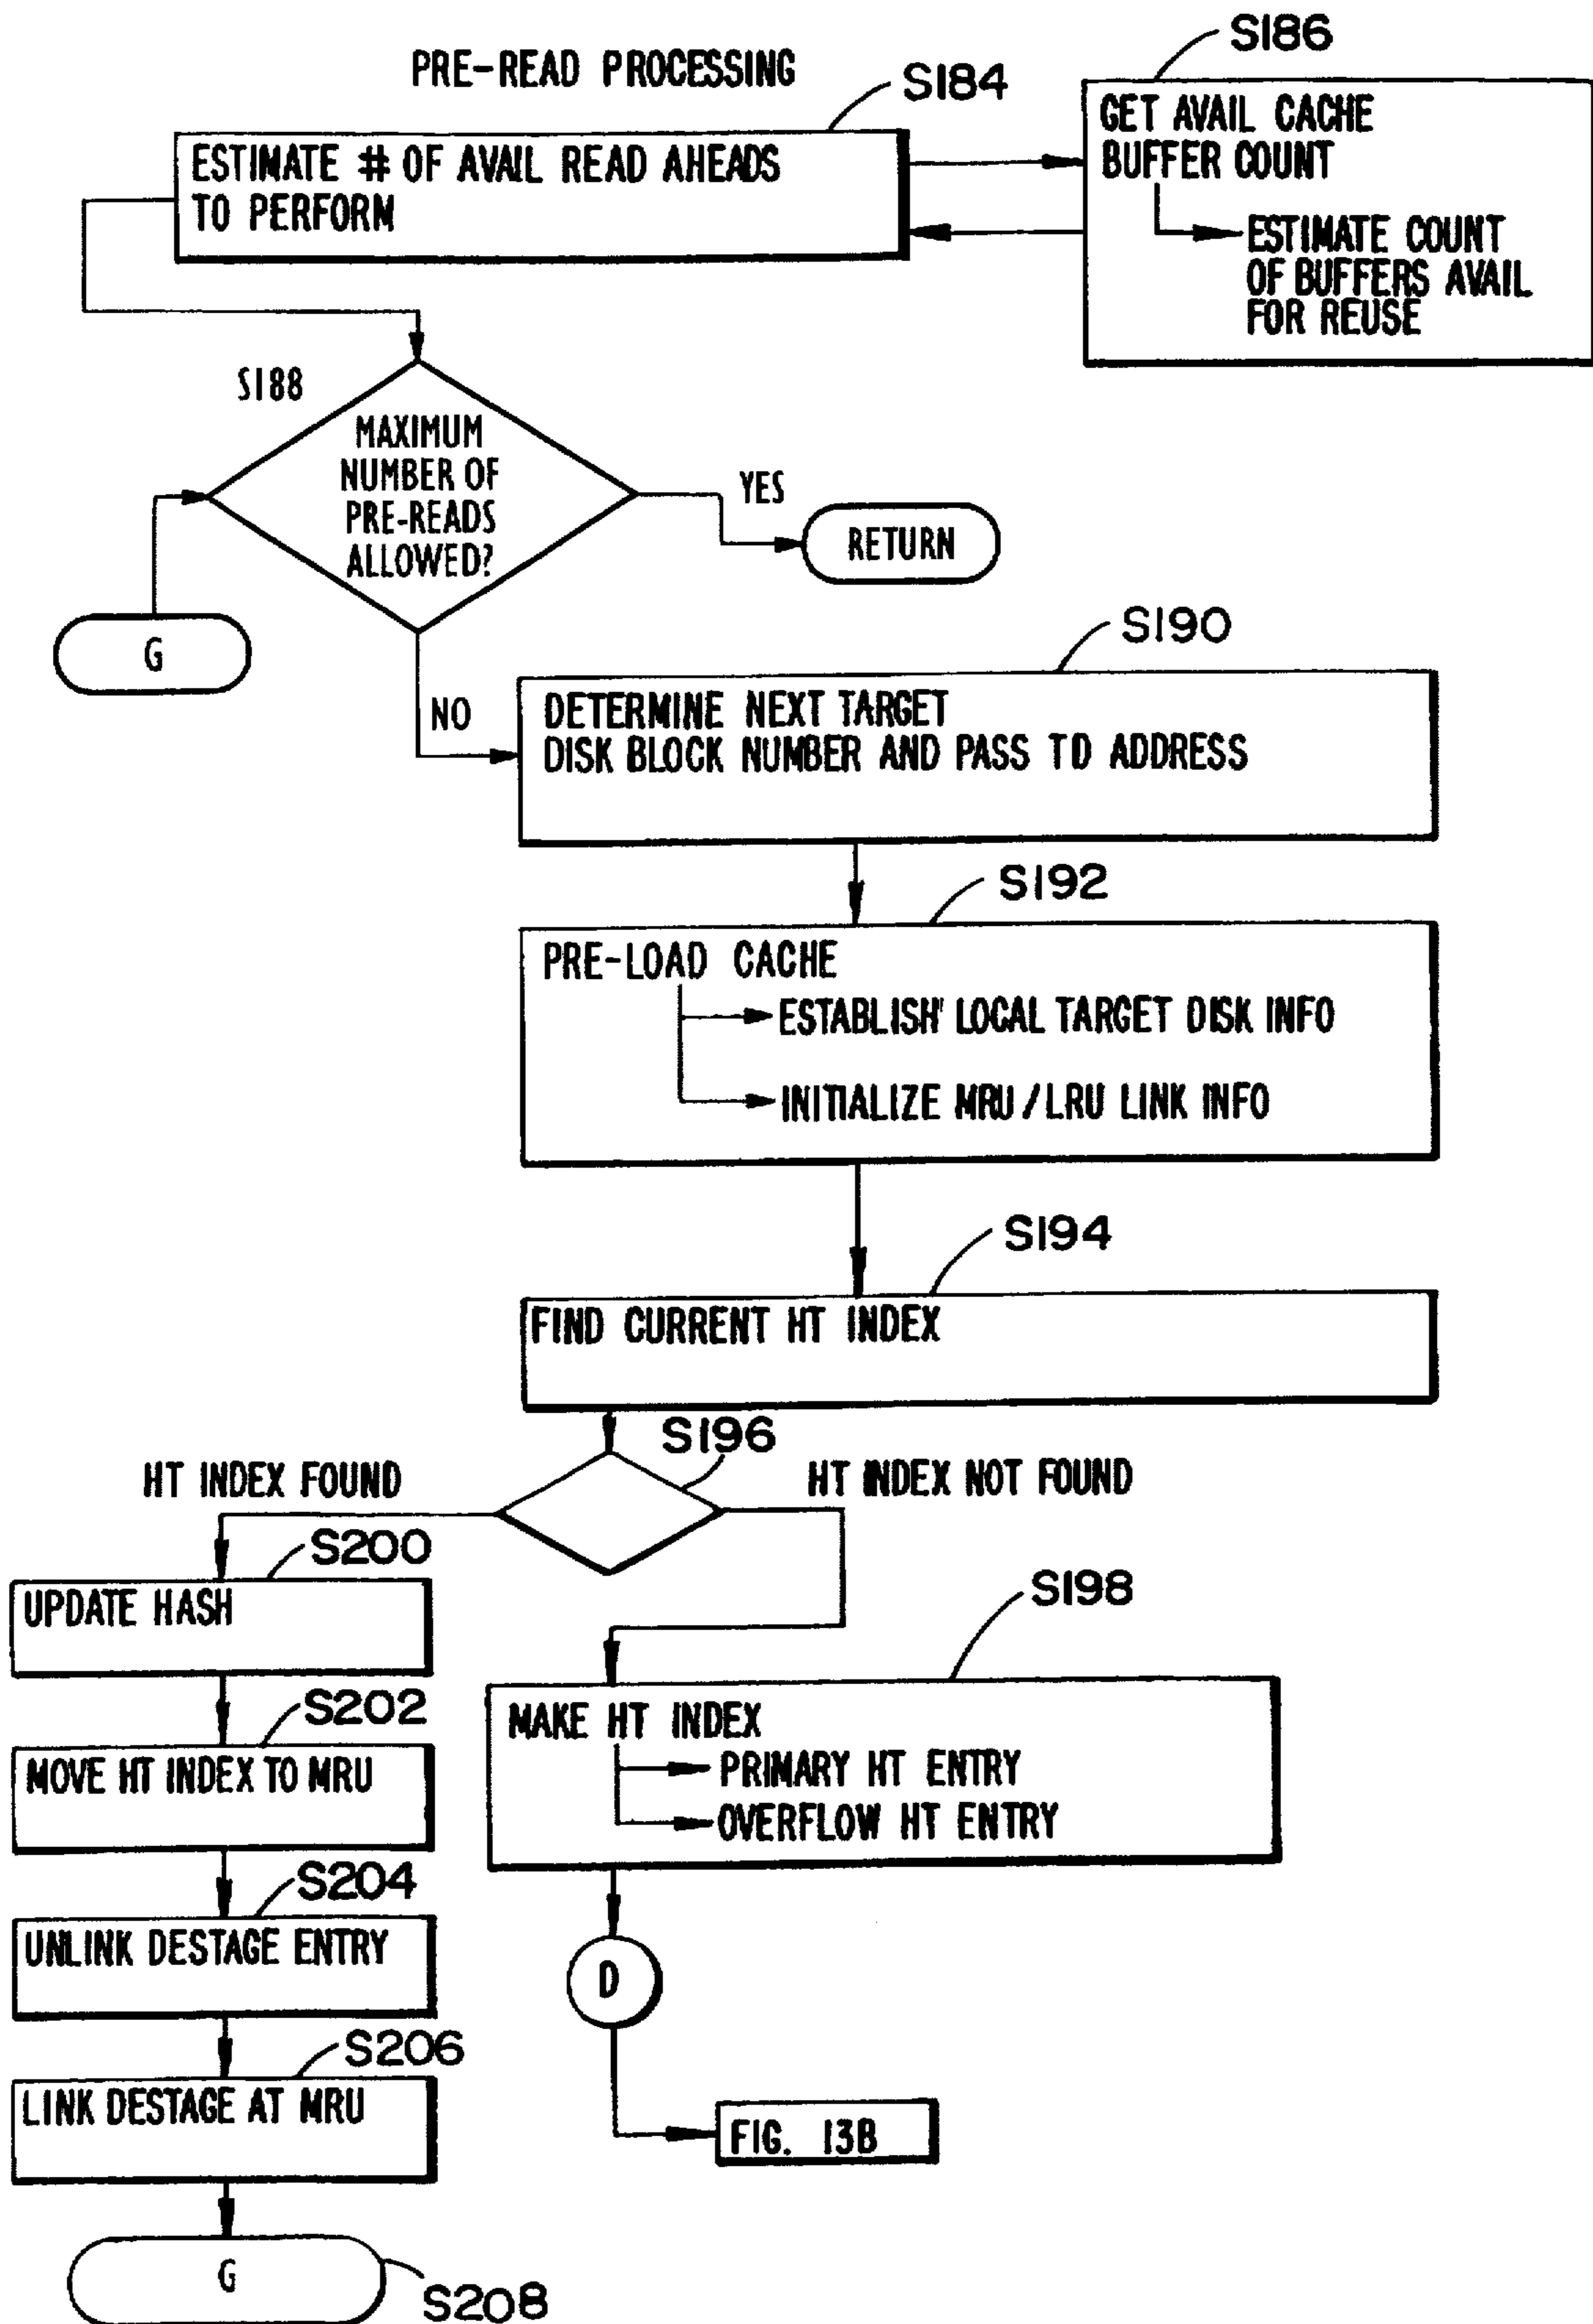 PRE-READ PROCESSING
S184
S186
ESTIMATE # OF AVAIL READ AHEADS
TO PERFORM
GET AVAIL CACHE
BUFFER COUNT
ESTIMATE COUNT
OF BUFFERS AVAIL
FOR REUSE
S188
MAXIMUM
NUMBER OF
PRE-READS
ALLOWED?
YES
RETURN
G
NO
S190
DETERMINE NEXT TARGET
DISK BLOCK NUMBER AND PASS TD ADDRESS
S192
PRE-LOAD CACHE
ESTABLISH' LOCAL TARGET DISK INFO
INITIALIZE MRU/LRU LINK INFO
S194
FIND CURRENT HT INDEX
S196
HT INDEX FOUND
HT INDEX NOT FOUND
S200
UPDATE HASH
S198
MAKE HT INDEX
PRIMARY HT ENTRY
OVERFLOW HT ENTRY
S202
MOVE HT INDEX TO MRU
S204
UNLINK DESTAGE ENTRY
D
S206
LINK DESTAGE AT MRU
FIG. 13B
G
S208